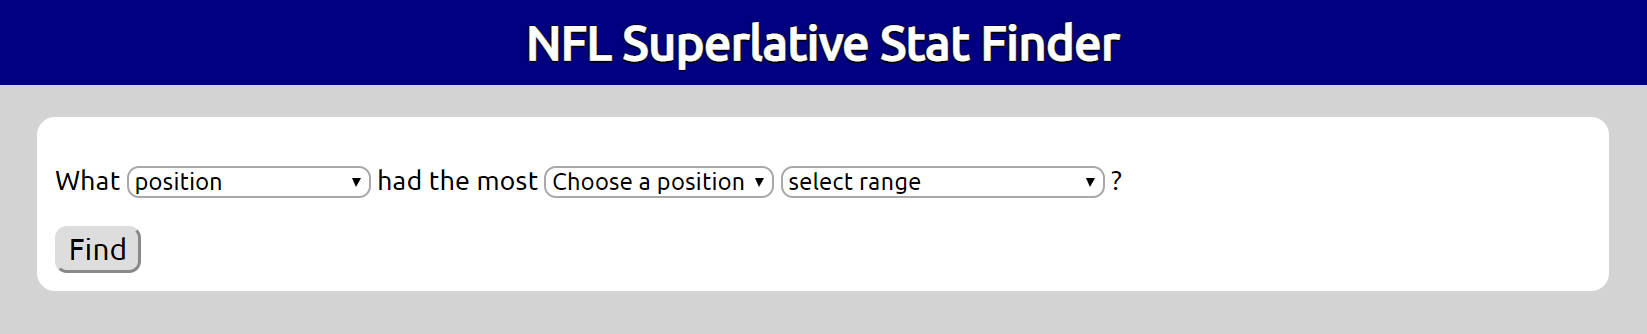 NFL Superlative Stat Finder
What position had the most Choose a position select range ?
Find